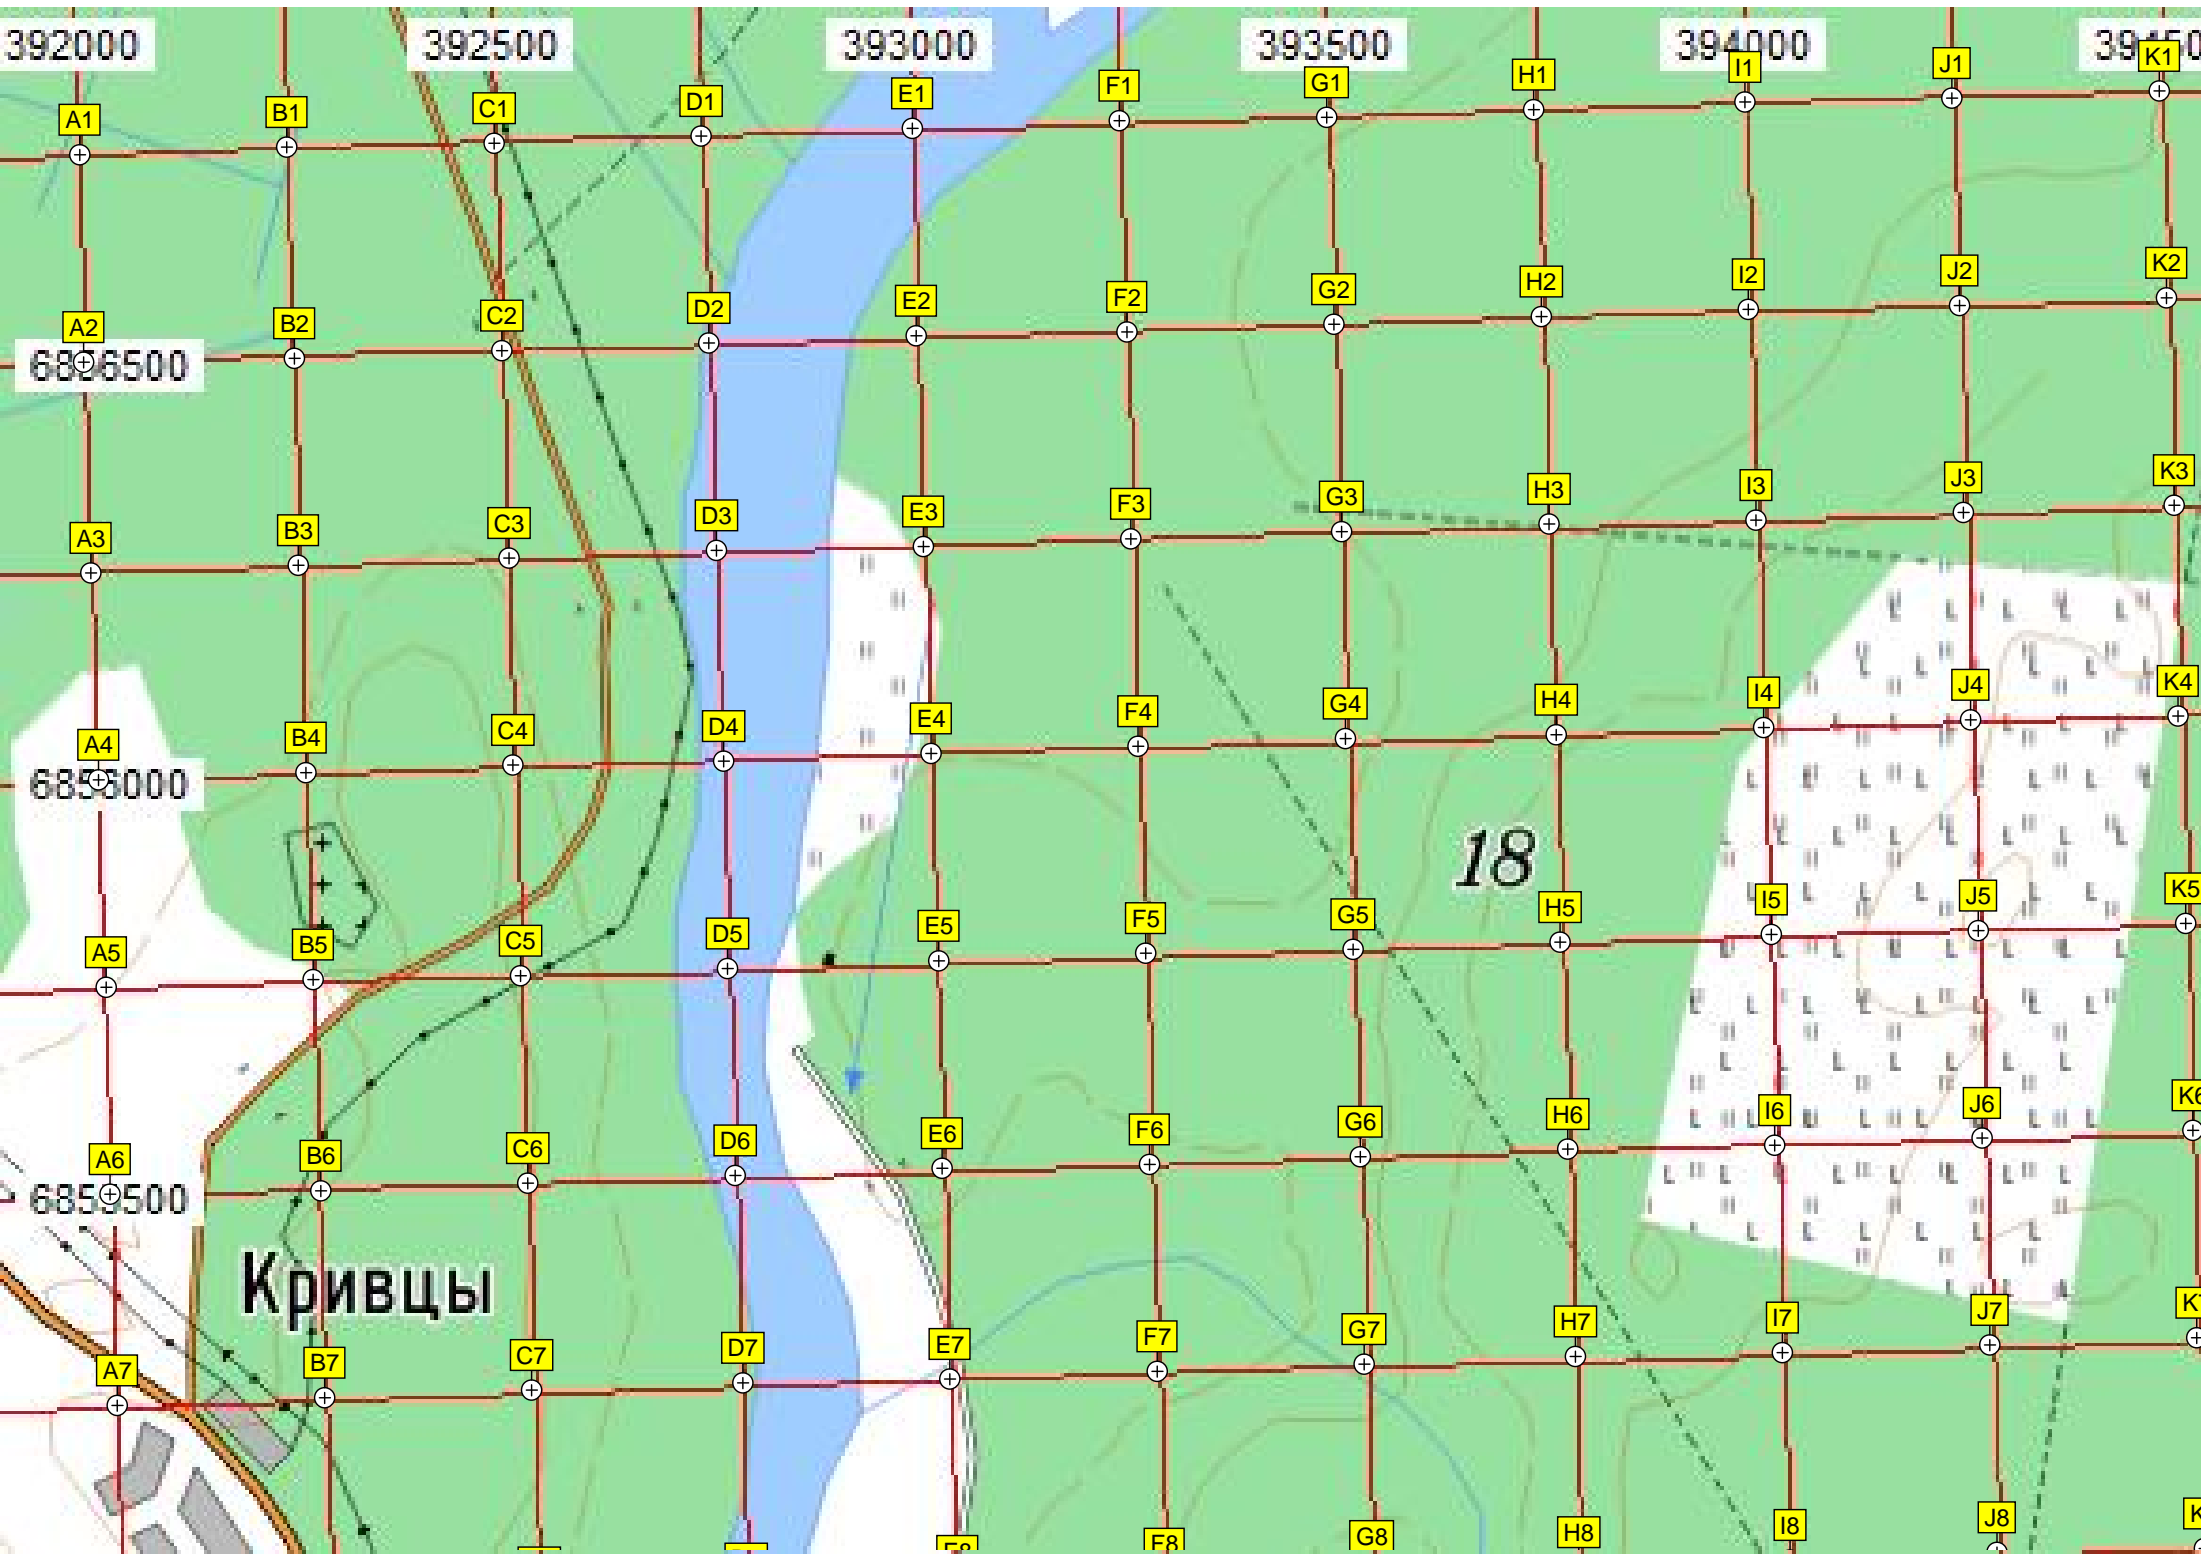 392000 392500 393000 393500 394000
A1 B1 C1 D1 E1 F1 G1 H1 I1 J1 K1
A2 B2 C2 D2 E2 F2 G2 H2 I2 J2 K2
A3 B3 C3 D3 E3 F3 G3 H3 I3 J3 K3
A4 B4 C4 D4 E4 F4 G4 H4 I4 J4 K4
18
A5 B5 C5 D5 E5 F5 G5 H5 I5 J5 K5
A6 B6 C6 D6 E6 F6 G6 H6 I6 J6 K6
Кривцы
A7 B7 C7 D7 E7 F7 G7 H7 I7 J7
E8 F8 G8 H8 I8 J8